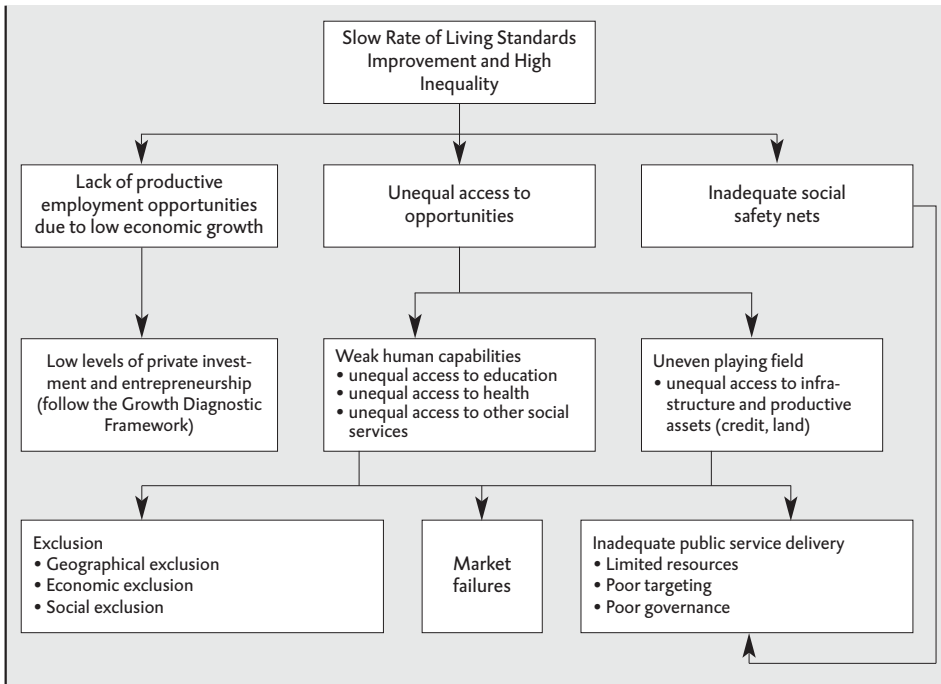 Slow Rate of Living Standards
Improvement and High
Inequality
Lack of productive
employment opportunities
due to low economic growth
Unequal access to
opportunities
Inadequate social
safety nets
Low levels of private invest-
ment and entrepreneurship
(follow the Growth Diagnostic
Framework)
Weak human capabilities
• unequal access to education
• unequal access to health
• unequal access to other social
services
Uneven playing field
• unequal access to infra-
structure and productive
assets (credit, land)
Exclusion
• Geographical exclusion
• Economic exclusion
• Social exclusion
Market
failures
Inadequate public service delivery
• Limited resources
• Poor targeting
• Poor governance